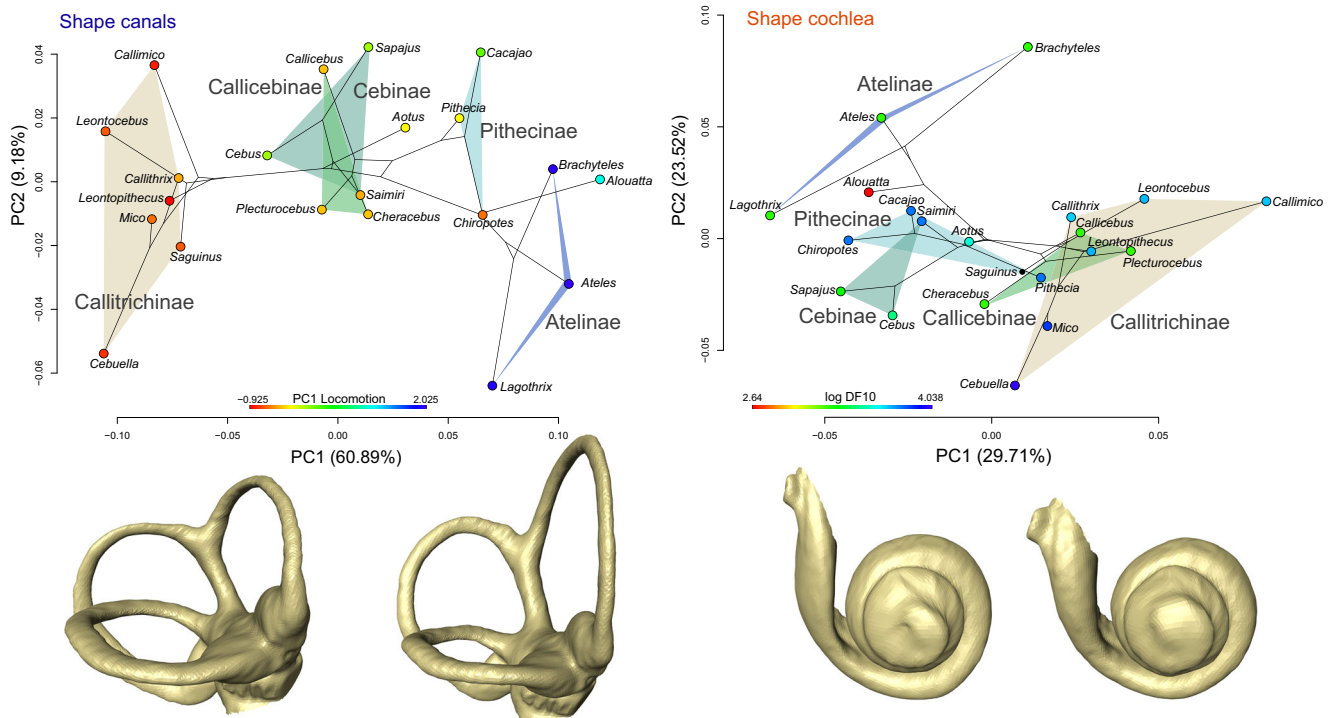 Shape canals
PC2 (9.18%)
0.04
0.02
0.00
−0.02
−0.04
−0.06
Callimico
Leontocebus
Callithrix
Leontopithecus
Mico
Saguinus
Callitrichinae
Cebuella
Callicebus
Sapajus
Callicebinae
Cebinae
Aotus
Cebus
Saimiri
Plecturocebus
Cheracebus
Cacajao
Pithecia
Pithecinae
Chiropotes
Brachyteles
Alouatta
Ateles
Atelinae
Lagothrix
−0.925
PC1 Locomotion
2.025
−0.10
−0.05
0.00
0.05
0.10
PC1 (60.89%)
Shape cochlea
PC2 (23.52%)
0.10
0.05
0.00
−0.05
Brachyteles
Atelinae
Ateles
Alouatta
Lagothrix
Cacajao
Pithecinae
Saimiri
Chiropotes
Aotus
Callithrix
Leontocebus
Callimico
Callicebus
Leontopithecus
Plecturocebus
Saguinus
Pithecia
Sapajus
Cebinae
Cebus
Cheracebus
Callicebinae
Callitrichinae
Mico
Cebuella
2.64
log DF10
4.038
−0.05
0.00
0.05
PC1 (29.71%)